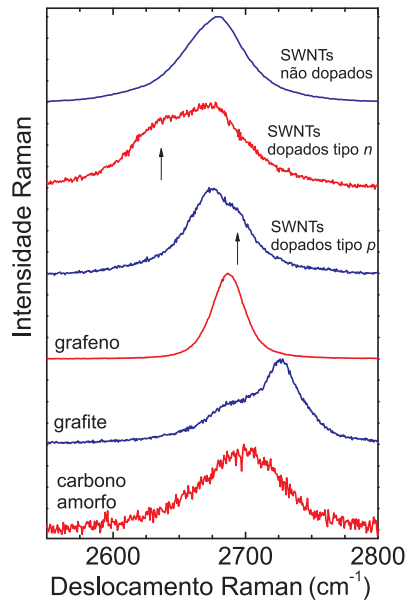 SWNTs
não dopados
SWNTs
dopados tipo n
SWNTs
dopados tipo p
grafeno
grafite
carbono
amorfo
Intensidade Raman
2600 2700 2800
Deslocamento Raman (cm⁻¹)